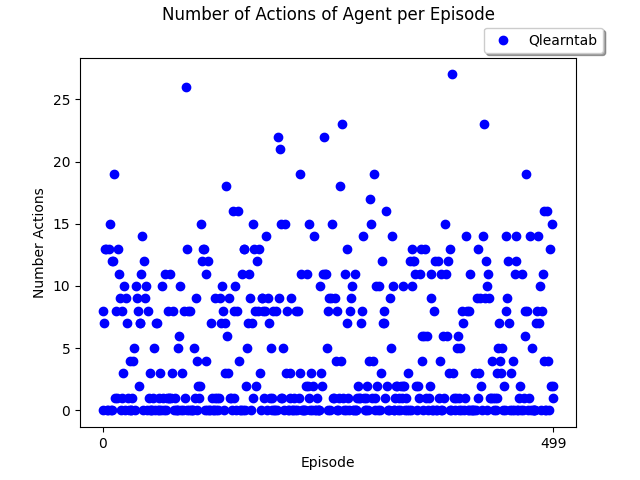 Number of Actions of Agent per Episode
Qlearntab
Number Actions
25
20
15
10
5
0
0 499
Episode